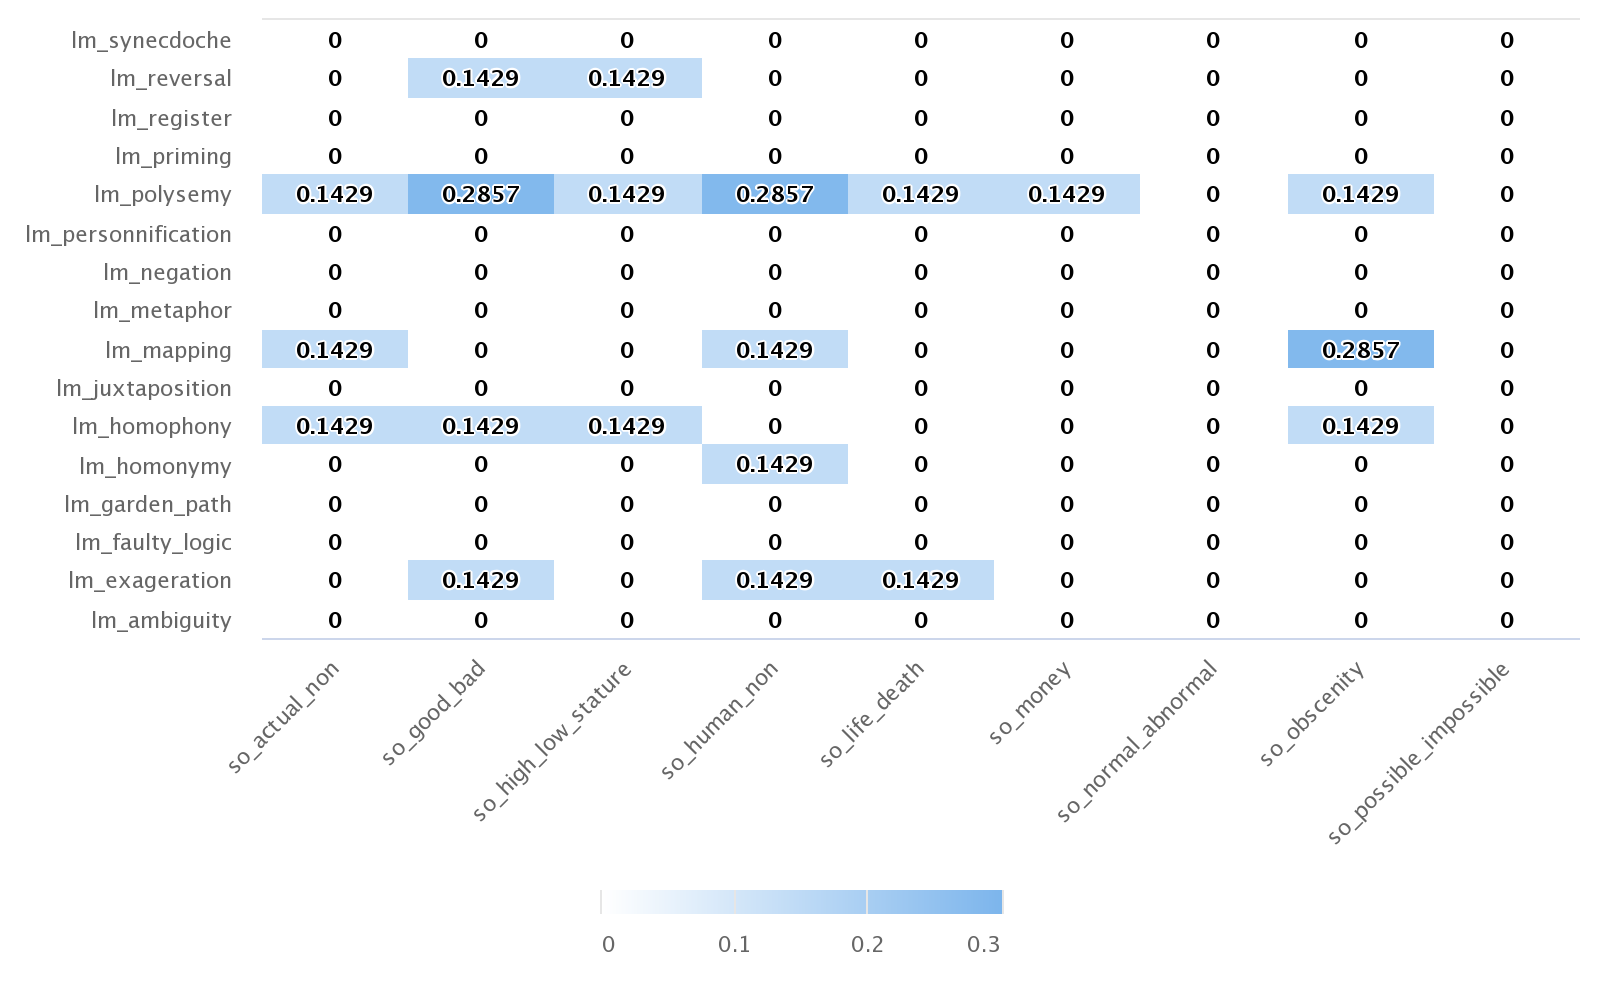 lm_synecdoche 0 0 0 0 0 0 0 0 0
lm_reversal 0 0.1429 0.1429 0 0 0 0 0 0
lm_register 0 0 0 0 0 0 0 0 0
lm_priming 0 0 0 0 0 0 0 0 0
lm_polysemy 0.1429 0.2857 0.1429 0.2857 0.1429 0.1429 0 0.1429 0
lm_personnification 0 0 0 0 0 0 0 0 0
lm_negation 0 0 0 0 0 0 0 0 0
lm_metaphor 0 0 0 0 0 0 0 0 0
lm_mapping 0.1429 0 0 0.1429 0 0 0 0.2857 0
lm_juxtaposition 0 0 0 0 0 0 0 0 0
lm_homophony 0.1429 0.1429 0.1429 0 0 0 0 0.1429 0
lm_homonymy 0 0 0 0.1429 0 0 0 0 0
lm_garden_path 0 0 0 0 0 0 0 0 0
lm_faulty_logic 0 0 0 0 0 0 0 0 0
lm_exageration 0 0.1429 0 0.1429 0.1429 0 0 0 0
lm_ambiguity 0 0 0 0 0 0 0 0 0
so_actual_non so_good_bad so_high_low_stature so_human_non so_life_death so_money so_normal_abnormal so_obscenity so_possible_impossible
0 0.1 0.2 0.3